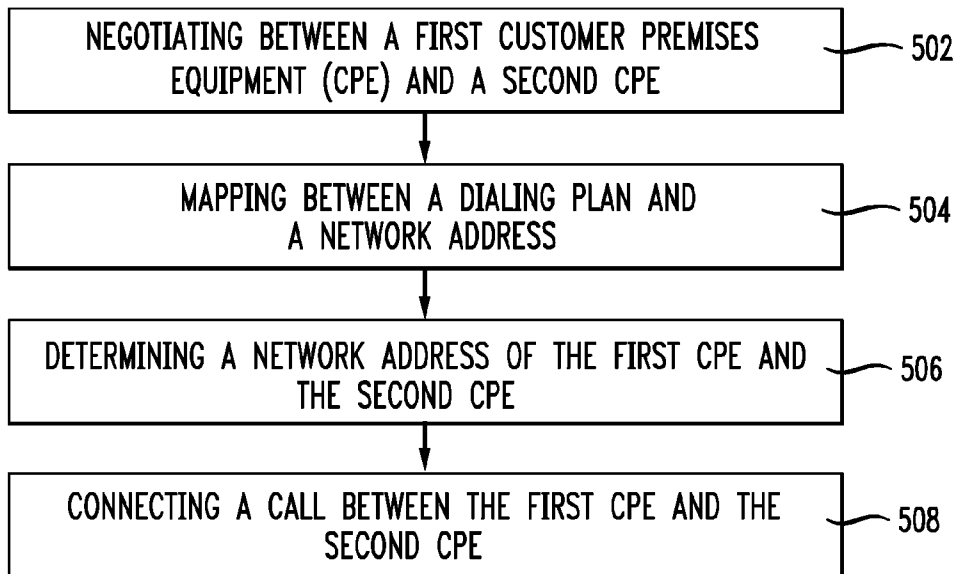 NEGOTIATING BETWEEN A FIRST CUSTOMER PREMISES
EQUIPMENT (CPE) AND A SECOND CPE
502
MAPPING BETWEEN A DIALING PLAN AND
A NETWORK ADDRESS
504
DETERMINING A NETWORK ADDRESS OF THE FIRST CPE AND
THE SECOND CPE
506
CONNECTING A CALL BETWEEN THE FIRST CPE AND THE
SECOND CPE
508